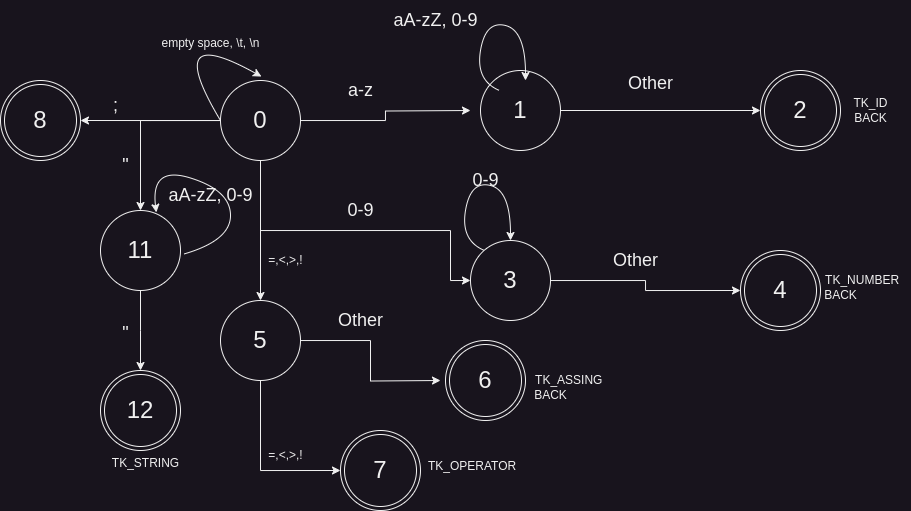 aA-zZ, 0-9
empty space, \t, \n
a-z
Other
;
8
0
1
2
TK_ID
BACK
"
aA-zZ, 0-9
0-9
0-9
11
=,<,>,!
Other
3
4
TK_NUMBER
BACK
"
5
Other
6
TK_ASSING
BACK
12
TK_STRING
=,<,>,!
7
TK_OPERATOR